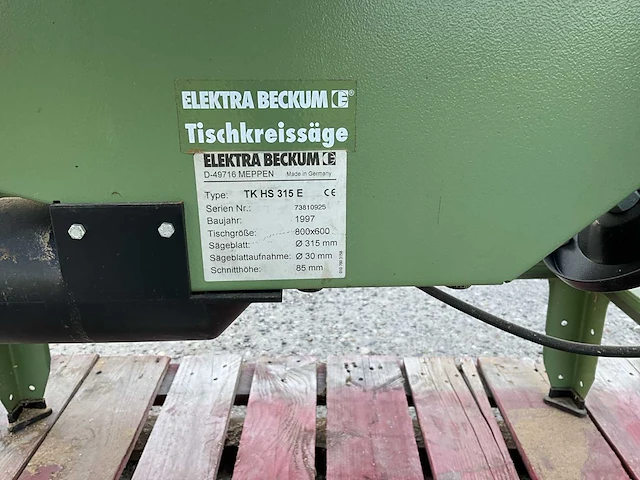 ELEKTRA BECKUM E®
Tischkreissäge
ELEKTRA BECKUM E
D-49716 MEPPEN Made in Germany
Type: TK HS 315 E CE
Serien Nr.: 73810925
Baujahr: 1997
Tischgröße: 800x600
Sägeblatt: Ø 315 mm
Sägeblattaufnahme: Ø 30 mm
Schnitthöhe: 85 mm